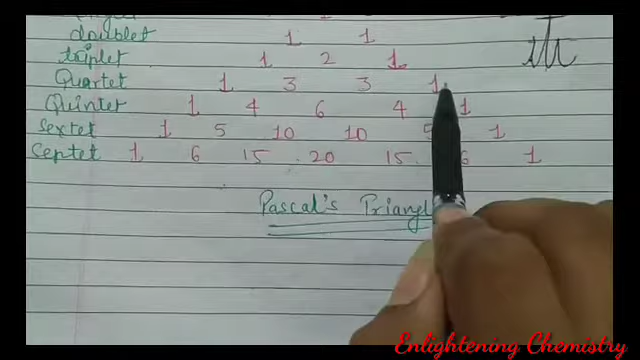 doublet 1 1
triplet 1 2 1
Quartet 1 3 3 1
Quintet 1 4 6 4 1
Sextet 1 5 10 10 5 1
Septet 1 6 15 20 15 6 1
Pascal's
Enlightening Chemistry